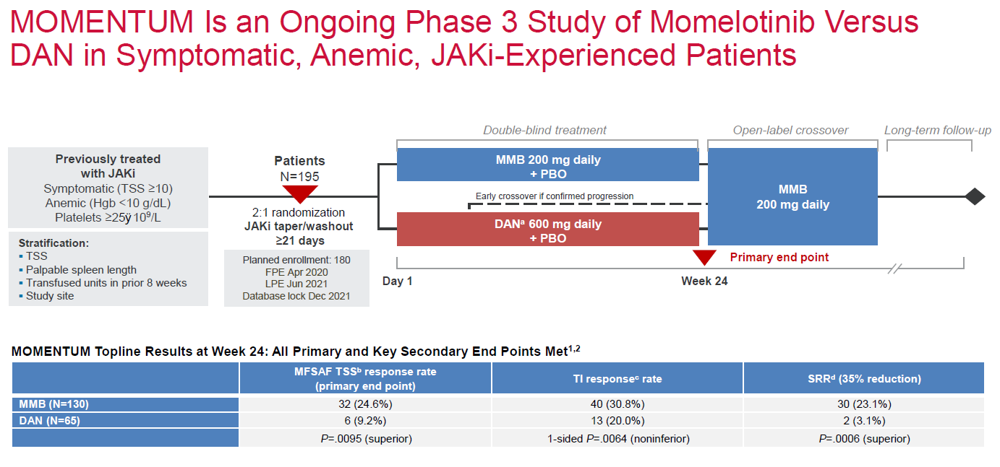 MOMENTUM Is an Ongoing Phase 3 Study of Momelotinib Versus
DAN in Symptomatic, Anemic, JAKi-Experienced Patients
Previously treated
with JAKi
Symptomatic (TSS ≥10)
Anemic (Hgb <10 g/dL)
Platelets ≥25ÿ 10⁹/L
Stratification:
▪ TSS
▪ Palpable spleen length
▪ Transfused units in prior 8 weeks
▪ Study site
Patients
N=195
2:1 randomization
JAKi taper/washout
≥21 days
Planned enrollment: 180
FPE Apr 2020
LPE Jun 2021
Database lock Dec 2021
Double-blind treatment
Open-label crossover
Long-term follow-up
MMB 200 mg daily
+ PBO
Early crossover if confirmed progression
DANᵃ 600 mg daily
+ PBO
MMB
200 mg daily
Primary end point
Day 1
Week 24
MOMENTUM Topline Results at Week 24: All Primary and Key Secondary End Points Met¹,²
MFSAF TSSᵇ response rate
(primary end point)
TI responseᶜ rate
SRRᵈ (35% reduction)
MMB (N=130) 32 (24.6%) 40 (30.8%) 30 (23.1%)
DAN (N=65) 6 (9.2%) 13 (20.0%) 2 (3.1%)
P=.0095 (superior) 1-sided P=.0064 (noninferior) P=.0006 (superior)